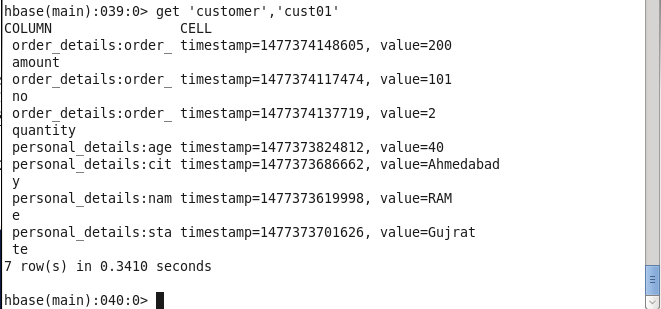 hbase(main):039:0> get 'customer','cust01'
COLUMN                CELL
 order_details:order_ timestamp=1477374148605, value=200
 amount
 order_details:order_ timestamp=1477374117474, value=101
 no
 order_details:order_ timestamp=1477374137719, value=2
 quantity
 personal_details:age timestamp=1477373824812, value=40
 personal_details:cit timestamp=1477373686662, value=Ahmedabad
 y
 personal_details:nam timestamp=1477373619998, value=RAM
 e
 personal_details:sta timestamp=1477373701626, value=Gujrat
 te
7 row(s) in 0.3410 seconds
hbase(main):040:0>